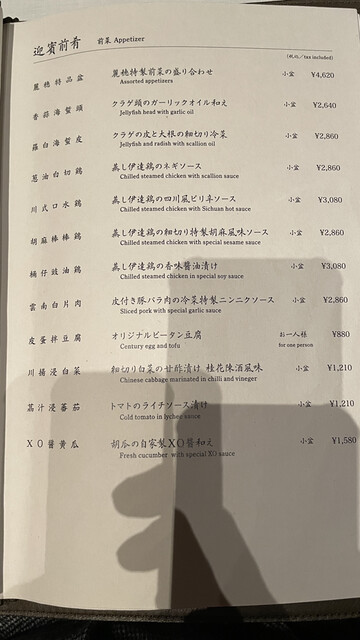 迎賓前肴 前菜 Appetizer
(税込/Tax included)
麗穂特品盆 麗穂特製前菜の盛り合わせ 小盆 ¥4,620
Assorted appetizers
香蒜海蜇頭 クラゲ頭のガーリックオイル和え 小盆 ¥2,640
Jellyfish head with garlic oil
羅白海蜇皮 クラゲの皮と大根の細切り冷菜 小盆 ¥2,860
Jellyfish and radish with scallion oil
葱油白切鶏 蒸し伊達鶏のネギソース 小盆 ¥2,860
Chilled steamed chicken with scallion sauce
川式口水鶏 蒸し伊達鶏の四川風ピリ辛ソース 小盆 ¥3,080
Chilled steamed chicken with Sichuan hot sauce
胡麻棒棒鶏 蒸し伊達鶏の細切り特製胡麻風味ソース 小盆 ¥2,860
Chilled steamed chicken with special sesame sauce
桶仔豉油鶏 蒸し伊達鶏の香味醤油漬け 小盆 ¥3,080
Chilled steamed chicken in special soy sauce
雲南白片肉 皮付き豚バラ肉の冷菜特製ニンニクソース 小盆 ¥2,860
Sliced pork with special garlic sauce
皮蛋拌豆腐 オリジナルピータン豆腐 お一人様 ¥880
Century egg and tofu for one person
川揚浸白菜 細切り白菜の甘酢漬け 桂花陳酒風味 小盆 ¥1,210
Chinese cabbage marinated in chilli and vineger
茘汁浸蕃茄 トマトのライチソース漬け 小盆 ¥1,210
Cold tomato in lychee sauce
XO醤黄瓜 胡瓜の自家製XO醬和え 小盆 ¥1,580
Fresh cucumber with special XO sauce